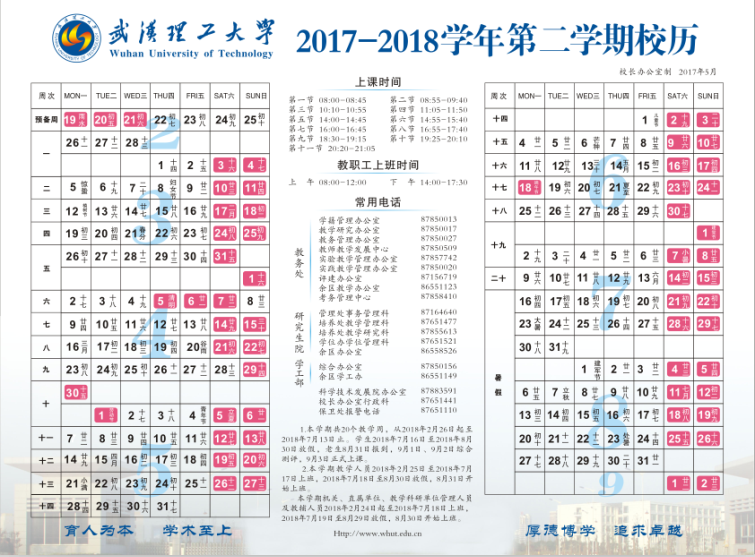 武漢理工大學
Wuhan University of Technology
2017-2018学年第二学期校历
校长办公室制 2017年5月
上课时间
第一节 08:00-08:45 第二节 08:55-09:40
第三节 10:10-10:55 第四节 11:05-11:50
第五节 14:00-14:45 第六节 14:55-15:40
第七节 16:00-16:45 第八节 16:55-17:40
第九节 18:30-19:15 第十节 19:25-20:10
第十一节 20:20-21:05
教职工上班时间
上 午 08:00-12:00 下 午 14:00-17:30
常用电话
教务处
学籍管理办公室 87850013
教学研究办公室 87850017
教务管理办公室 87850027
教师教学发展中心 87850509
实验教学管理办公室 87857742
实践教学管理办公室 87850020
评建办公室 87156719
余区教学办公室 86551123
考务管理中心 87858410
研究生院
管理处事务管理科 87164640
培养处教学管理科 87651477
培养处教学研究科 87855613
学位办学位管理科 87651521
余区办公室 86558526
学工部
综合办公室 87850156
余区学工办 86551149
科学技术发展院办公室 87883591
校长办公室行政科 87651441
保卫处报警电话 87651110
1.本学期共20个教学周。从2018年2月26日起至
2018年7月13日止。学生2018年7月16日至2018年8月
30日放假，老生8月31日报到，9月1日、9月2日综合
测评，9月3日正式上课。
2.本学期教学人员2018年2月25日至2018年7月
17日上班，2018年7月18日至8月30日放假，8月31日开
始上班。
本学期机关、直属单位、教学科研单位管理人员
及教辅人员2018年2月24日起至2018年7月18日上班，
2018年7月19日至8月29日放假，8月30日开始上班。
Http://www.whut.edu.cn
周次 MON一 TUE二 WED三 THU四 FRI五 SAT六 SUN日
预备周 19 雨水 20 初五 21 初六 22 初七 23 初八 24 初九 25 初十
一 26 十一 27 十二 28 十三
1 十四 2 十五 3 十六 4 十七
二 5 惊蛰 6 十九 7 二十 8 妇女节 9 廿二 10 廿三 11 廿四
三 12 植树节 13 廿六 14 廿七 15 廿八 16 廿九 17 二月 18 初二
四 19 初三 20 初四 21 春分 22 初六 23 初七 24 初八 25 初九
五 26 初十 27 十一 28 十二 29 十三 30 十四 31 十五
1 十六
六 2 十七 3 十八 4 十九 5 清明 6 廿一 7 廿二 8 廿三
七 9 廿四 10 廿五 11 廿六 12 廿七 13 廿八 14 廿九 15 三十
八 16 三月 17 初二 18 初三 19 初四 20 谷雨 21 初六 22 初七
九 23 初八 24 初九 25 初十 26 十一 27 十二 28 十三 29 十四
十 30 十五
1 2 十七 3 十八 4 青年节 5 立夏 6 廿一
十一 7 廿二 8 廿三 9 廿四 10 廿五 11 廿六 12 廿七 13 廿八
十二 14 廿九 15 四月 16 初二 17 初三 18 初四 19 初五 20 初六
十三 21 小满 22 初八 23 初九 24 初十 25 十一 26 十二 27 十三
十四 28 十四 29 十五 30 十六 31 十七
周次 MON一 TUE二 WED三 THU四 FRI五 SAT六 SUN日
十四 1 2 十九 3 二十
十五 4 廿一 5 廿二 6 芒种 7 廿四 8 廿五 9 廿六 10 廿七
十六 11 廿八 12 廿九 13 三十 14 五月 15 初二 16 初三 17 初四
十七 18 19 初六 20 初七 21 夏至 22 初九 23 初十 24 十一
十八 25 十二 26 十三 27 十四 28 十五 29 十六 30 十七
十九 1
2 十九 3 二十 4 廿一 5 廿二 6 廿三 7 小暑 8 廿五
二十 9 廿六 10 廿七 11 廿八 12 廿九 13 六月 14 初二 15 初三
暑假
16 初四 17 初五 18 初六 19 初七 20 初八 21 初九 22 初十
23 大暑 24 十二 25 十三 26 十四 27 十五 28 十六 29 十七
30 十八 31 十九
1 建军节 2 廿一 3 廿二 4 廿三 5 廿四
6 廿五 7 立秋 8 廿七 9 廿八 10 廿九 11 七月 12 初二
13 初三 14 初四 15 初五 16 初六 17 初七 18 初八 19 初九
20 初十 21 十一 22 十二 23 处暑 24 十四 25 十五 26 十六
27 十七 28 十八 29 十九 30 二十 31 廿一
1 廿二 2 廿三
2
3
4
5
6
7
8
9
育人为本 学术至上
厚德博学 追求卓越